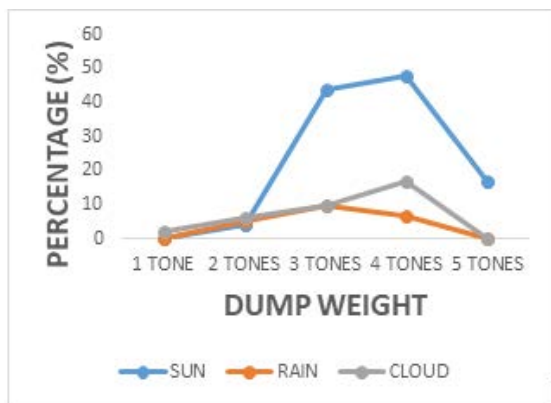 60
50
40
30
20
10
0
PERCENTAGE (%)
1 TONE 2 TONES 3 TONES 4 TONES 5 TONES
DUMP WEIGHT
SUN RAIN CLOUD